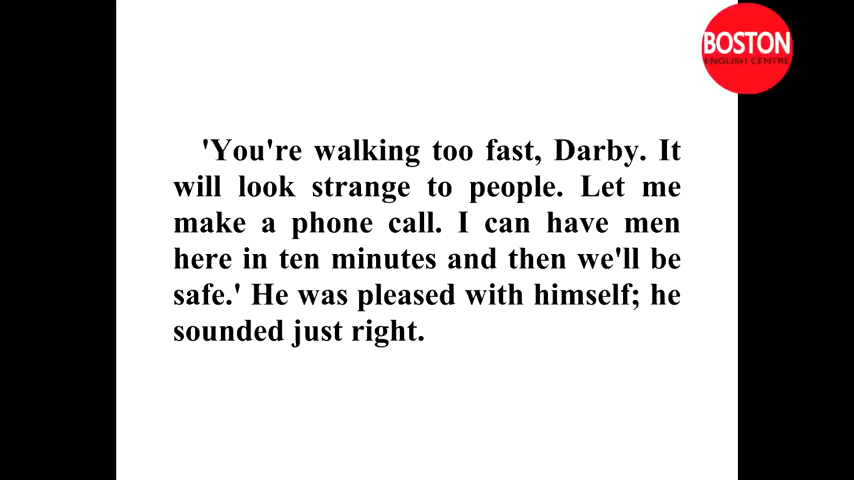 BOSTON
ENGLISH CENTRE
'You're walking too fast, Darby. It
will look strange to people. Let me
make a phone call. I can have men
here in ten minutes and then we'll be
safe.' He was pleased with himself; he
sounded just right.